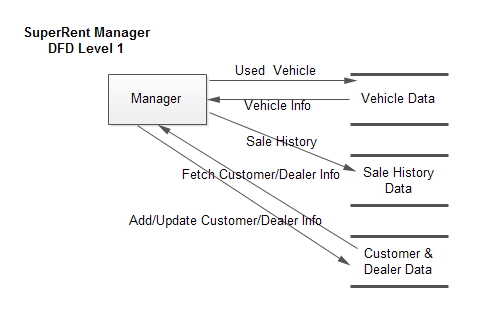 SuperRent Manager
DFD Level 1
Used  Vehicle
Manager
Vehicle Data
Vehicle Info
Sale History
Fetch Customer/Dealer Info
Sale History
Data
Add/Update Customer/Dealer Info
Customer &
Dealer Data